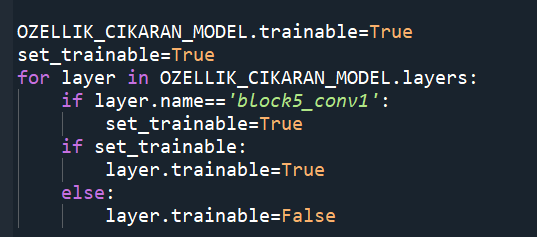 OZELLIK_CIKARAN_MODEL.trainable=True
set_trainable=True
for layer in OZELLIK_CIKARAN_MODEL.layers:
    if layer.name=='block5_conv1':
        set_trainable=True
    if set_trainable:
        layer.trainable=True
    else:
        layer.trainable=False